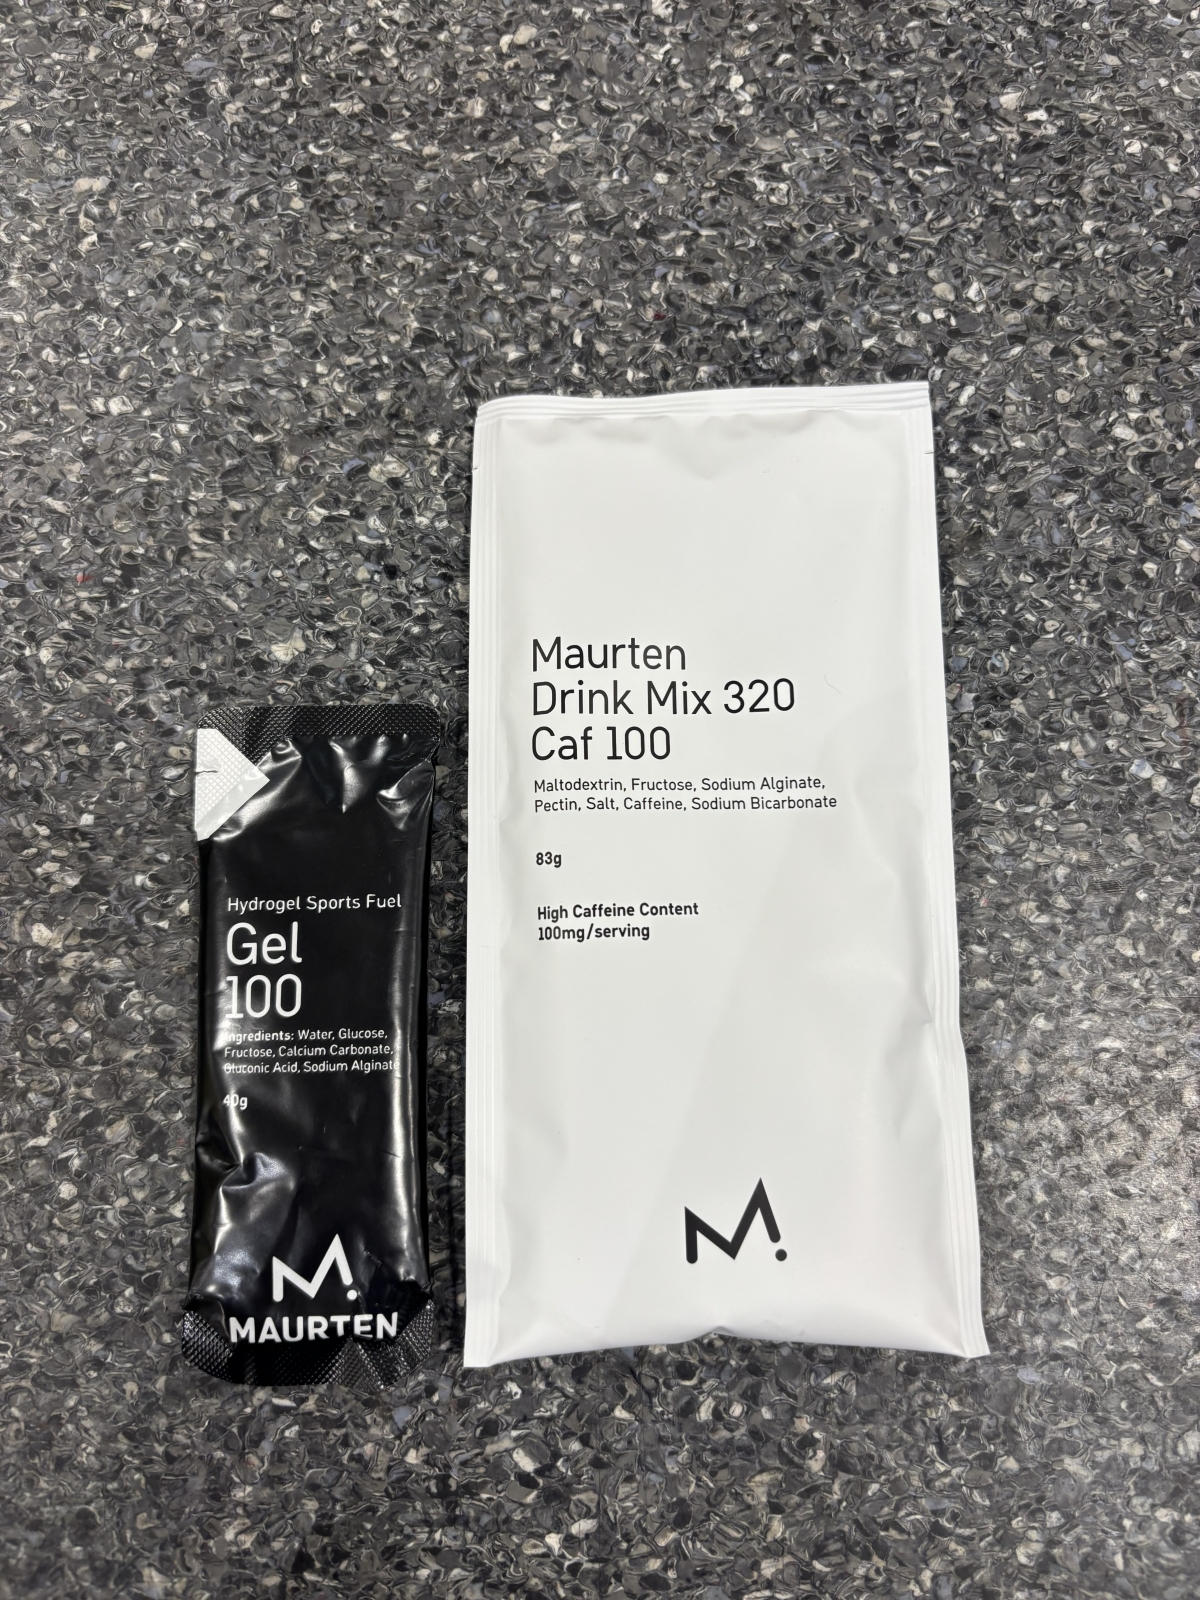 Hydrogel Sports Fuel
Gel
100
Ingredients: Water, Glucose,
Fructose, Calcium Carbonate,
Gluconic Acid, Sodium Alginate
40g
M.
MAURTEN
Maurten
Drink Mix 320
Caf 100
Maltodextrin, Fructose, Sodium Alginate,
Pectin, Salt, Caffeine, Sodium Bicarbonate
83g
High Caffeine Content
100mg/serving
M.